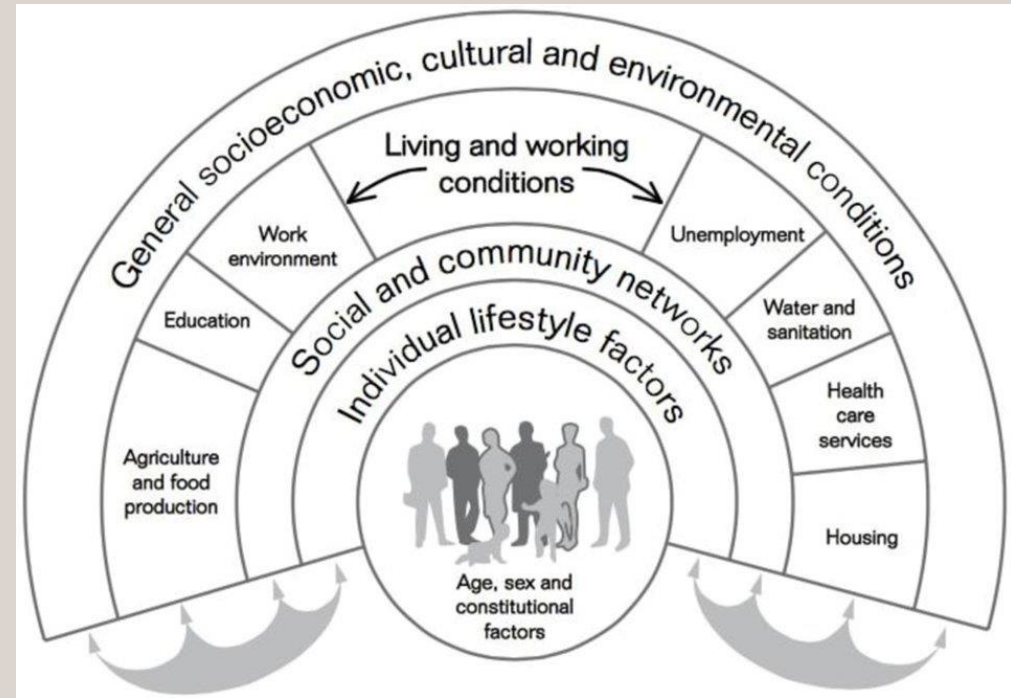 General socioeconomic, cultural and environmental conditions
Living and working
conditions
Work
environment
Unemployment
Education
Water and
sanitation
Agriculture
and food
production
Health
care
services
Housing
Social and community networks
Individual lifestyle factors
Age, sex and
constitutional
factors